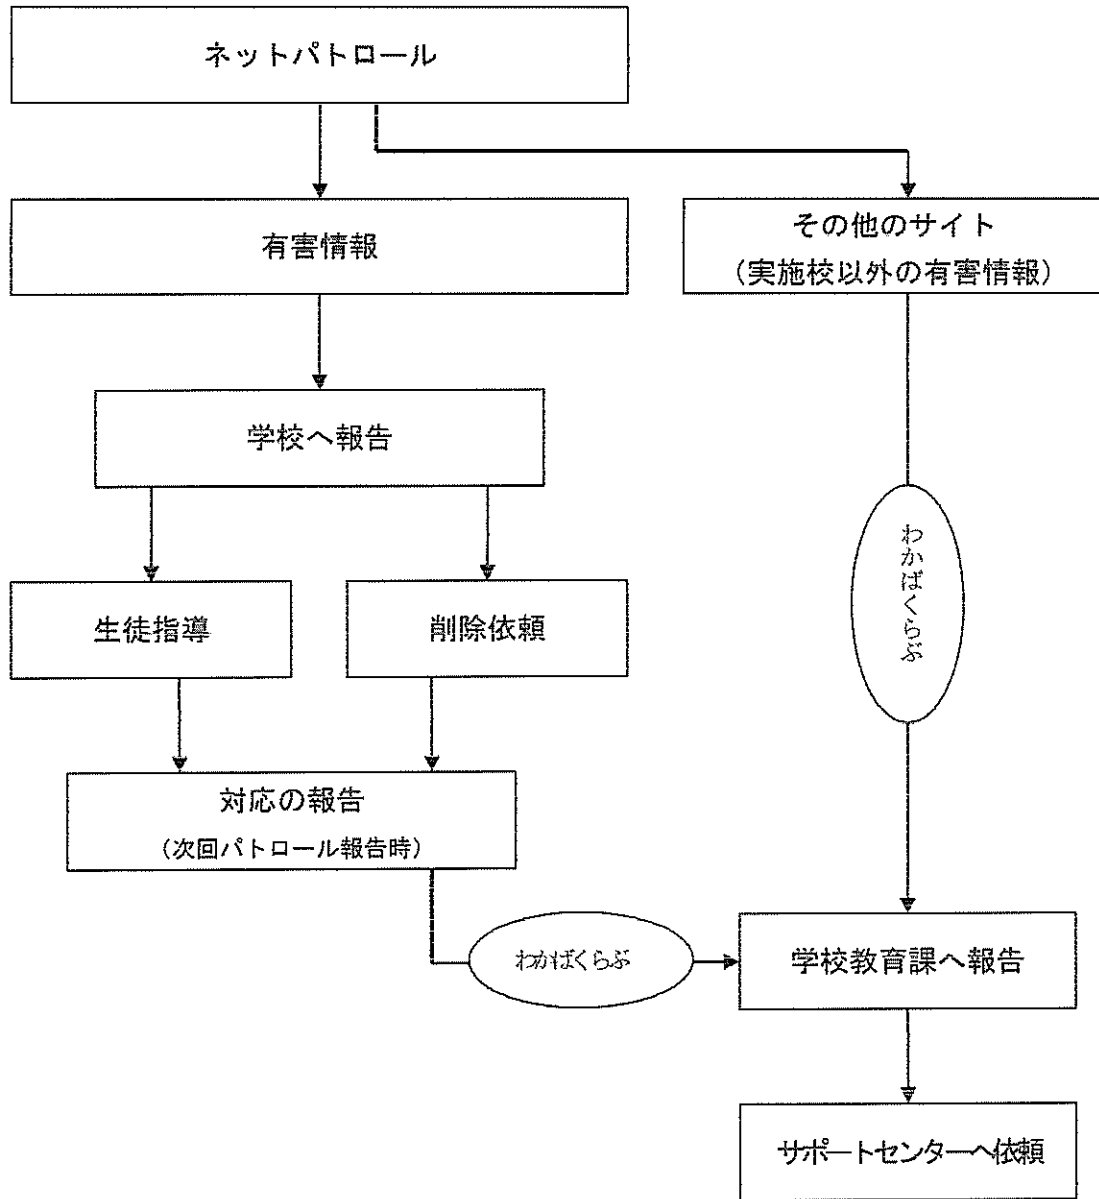 ネットパトロール
有害情報
その他のサイト
（実施校以外の有害情報）
学校へ報告
わかばくらぶ
生徒指導
削除依頼
対応の報告
（次回パトロール報告時）
わかばくらぶ
学校教育課へ報告
サポートセンターへ依頼